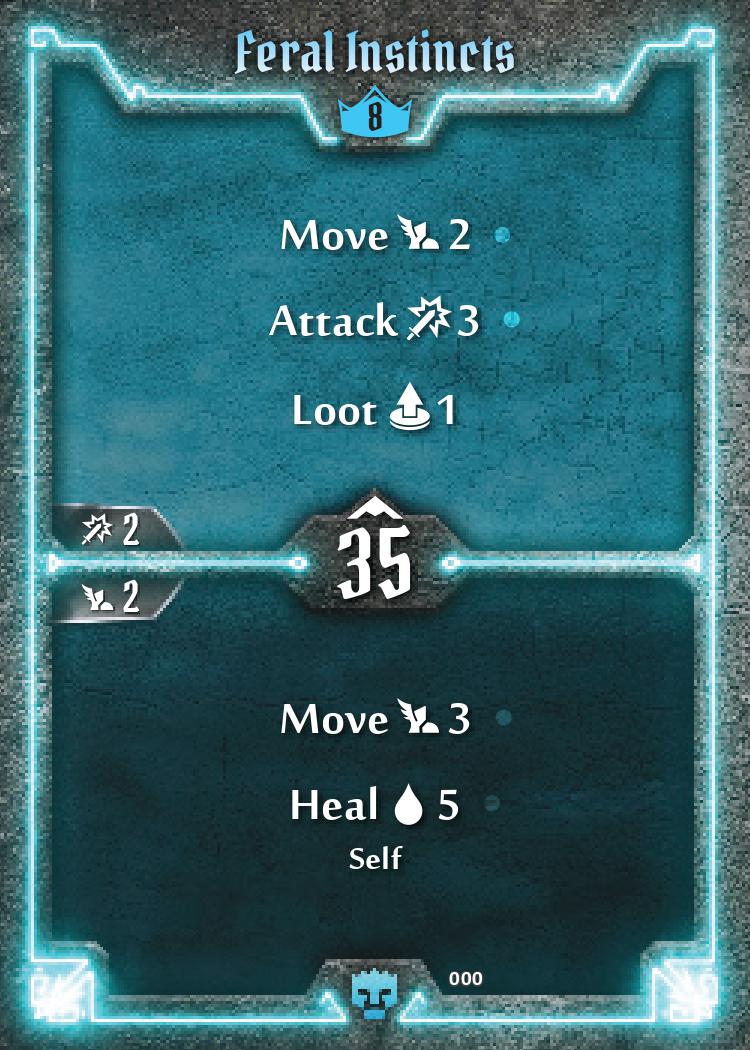 Feral Instincts
8
Move 2
Attack 3
Loot 1
2
35
2
Move 3
Heal 5
Self
000